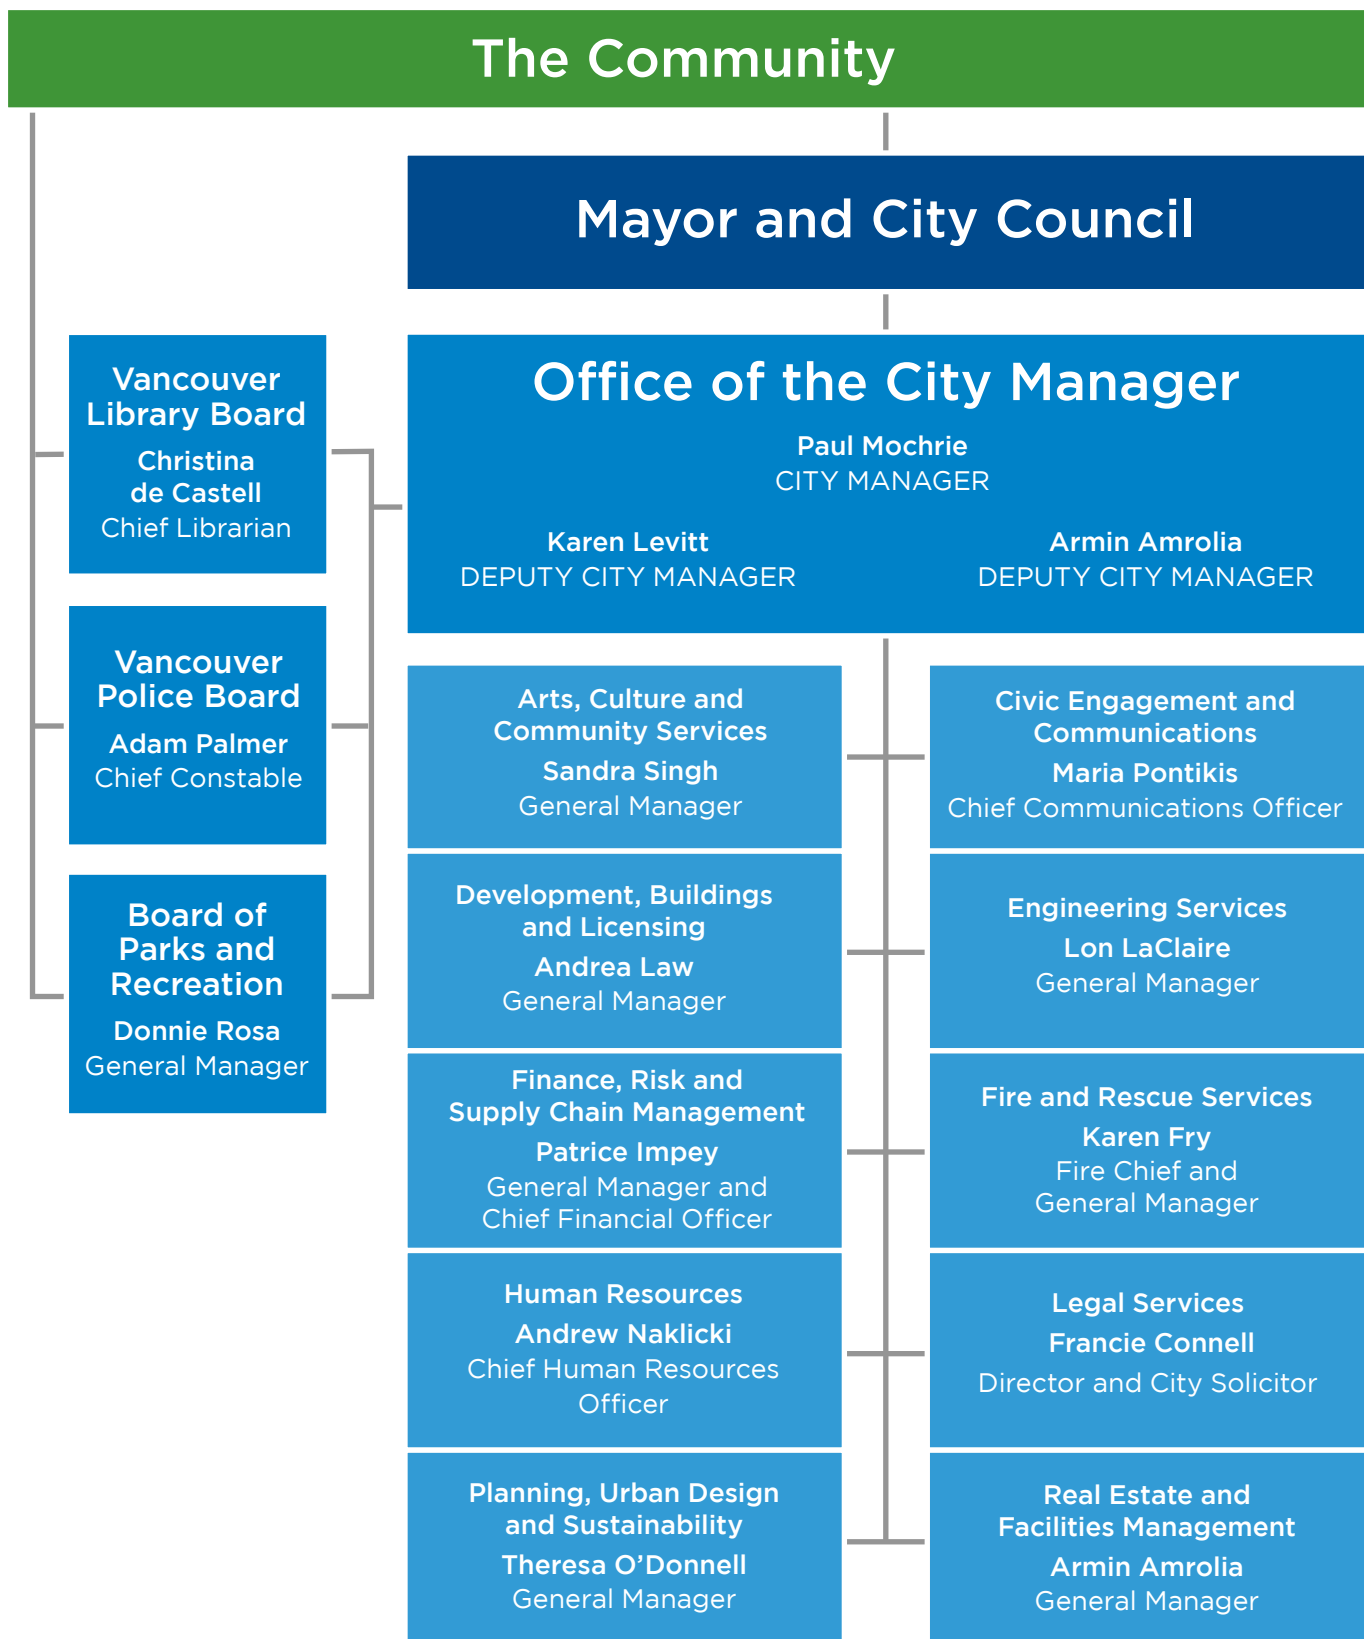 The Community
Mayor and City Council
Vancouver
Library Board
Christina
de Castell
Chief Librarian
Vancouver
Police Board
Adam Palmer
Chief Constable
Board of
Parks and
Recreation
Donnie Rosa
General Manager
Office of the City Manager
Paul Mochrie
CITY MANAGER
Karen Levitt
DEPUTY CITY MANAGER
Armin Amrolia
DEPUTY CITY MANAGER
Arts, Culture and
Community Services
Sandra Singh
General Manager
Civic Engagement and
Communications
Maria Pontikis
Chief Communications Officer
Development, Buildings
and Licensing
Andrea Law
General Manager
Engineering Services
Lon LaClaire
General Manager
Finance, Risk and
Supply Chain Management
Patrice Impey
General Manager and
Chief Financial Officer
Fire and Rescue Services
Karen Fry
Fire Chief and
General Manager
Human Resources
Andrew Naklicki
Chief Human Resources
Officer
Legal Services
Francie Connell
Director and City Solicitor
Planning, Urban Design
and Sustainability
Theresa O’Donnell
General Manager
Real Estate and
Facilities Management
Armin Amrolia
General Manager